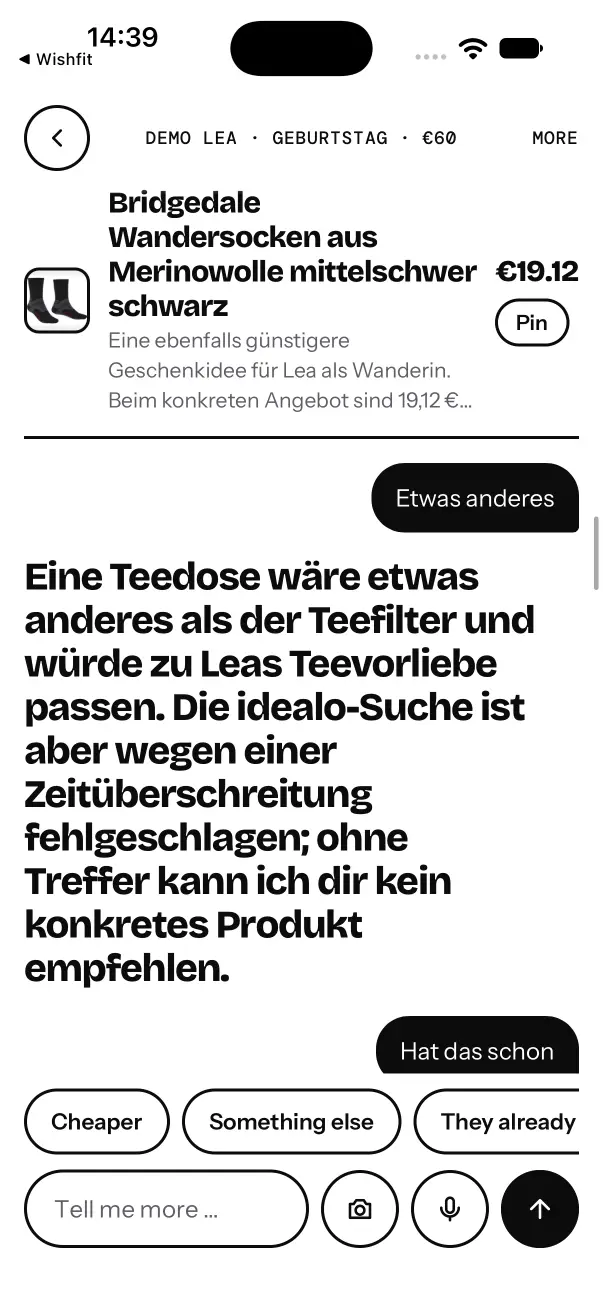 14:39
◀ Wishfit
DEMO LEA · GEBURTSTAG · €60
MORE
Bridgedale
Wandersocken aus
Merinowolle mittelschwer
schwarz
€19.12
Pin
Eine ebenfalls günstigere
Geschenkidee für Lea als Wanderin.
Beim konkreten Angebot sind 19,12 €...
Etwas anderes
Eine Teedose wäre etwas
anderes als der Teefilter und
würde zu Leas Teevorliebe
passen. Die idealo-Suche ist
aber wegen einer
Zeitüberschreitung
fehlgeschlagen; ohne
Treffer kann ich dir kein
konkretes Produkt
empfehlen.
Hat das schon
Cheaper
Something else
They already
Tell me more ...